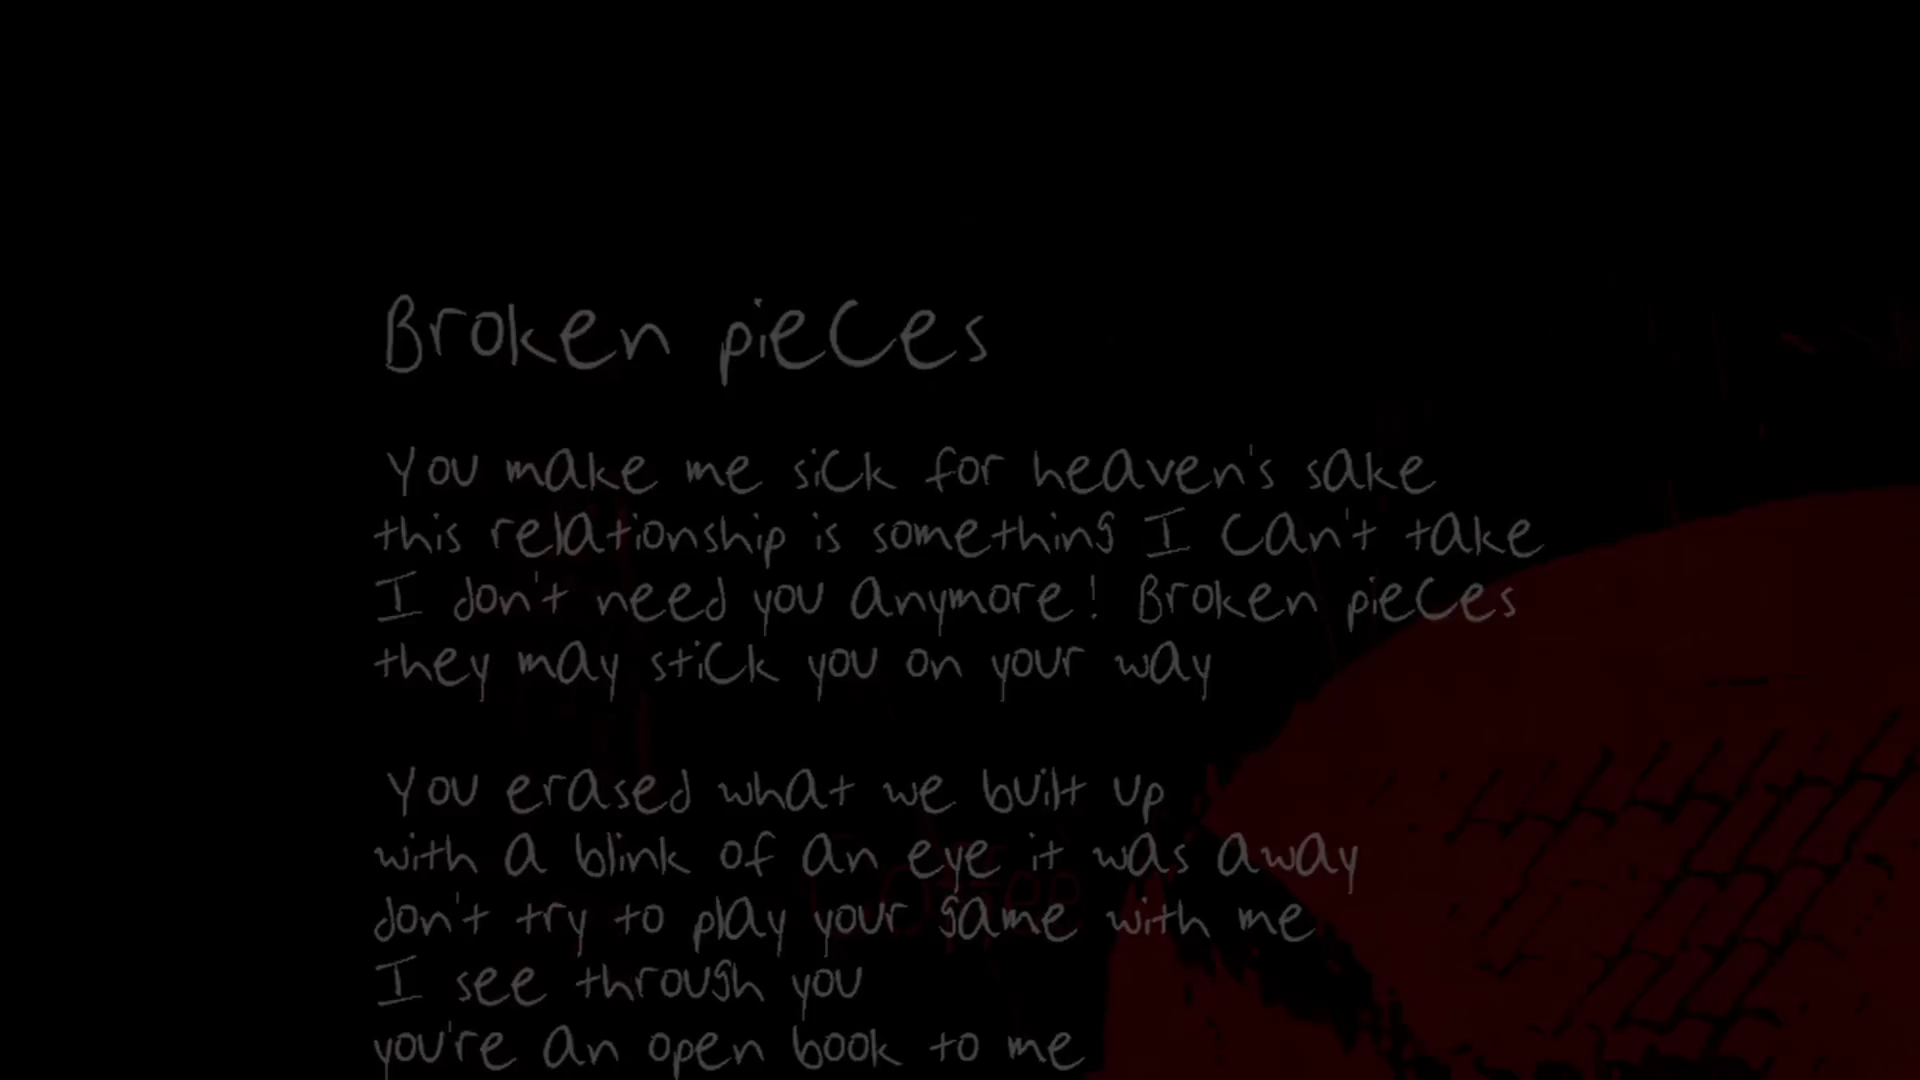 Broken pieces
You make me sick for heaven's sake
this relationship is something I can't take
I don't need you anymore! Broken pieces
they may stick you on your way
You erased what we built up
with a blink of an eye it was away
don't try to play your game with me
I see through you
you're an open book to me